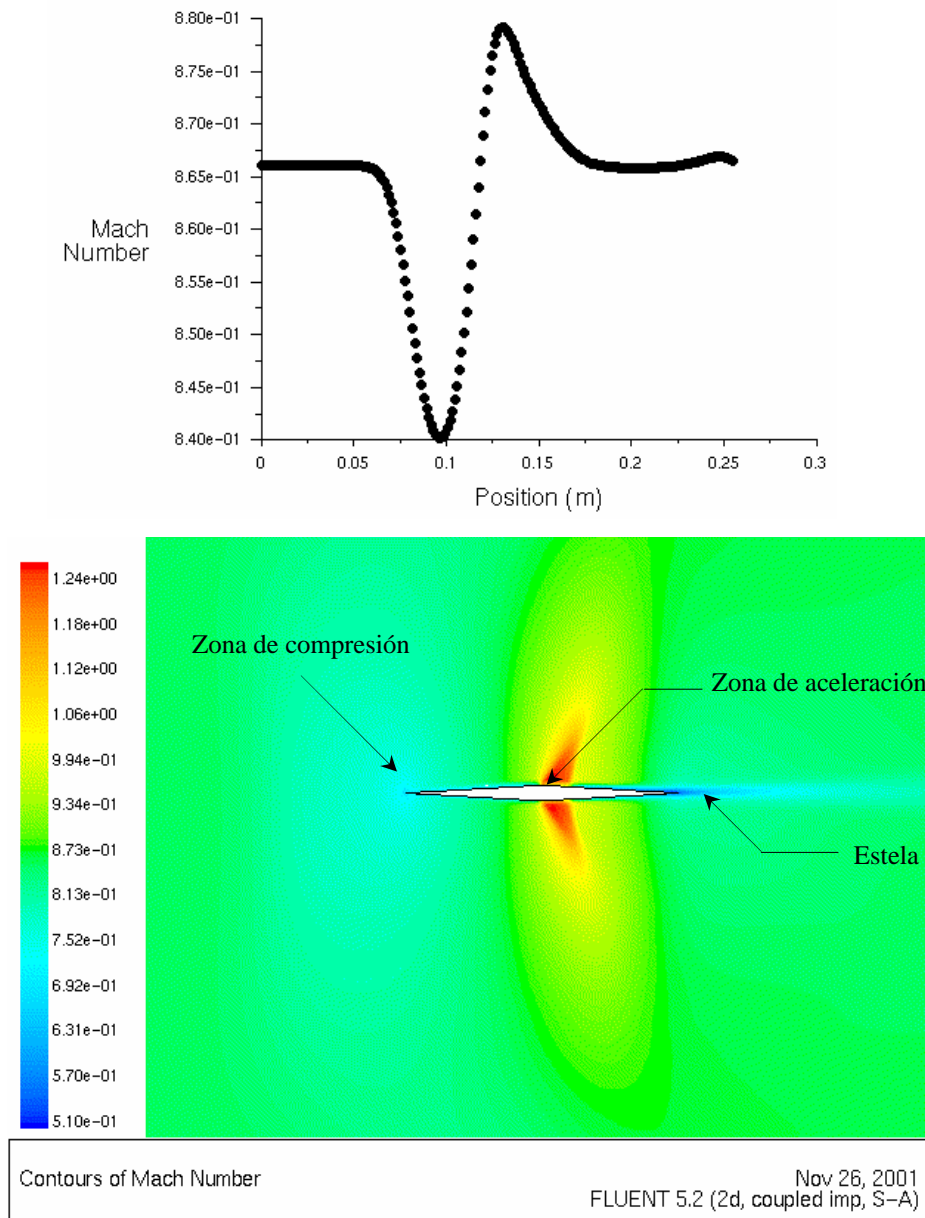 8.80e−01
8.75e−01
8.70e−01
8.65e−01
Mach
Number
8.60e−01
8.55e−01
8.50e−01
8.45e−01
8.40e−01
0 0.05 0.1 0.15 0.2 0.25 0.3
Position (m)
1.24e+00
1.18e+00
1.12e+00
1.06e+00
9.94e−01
9.34e−01
8.73e−01
8.13e−01
7.52e−01
6.92e−01
6.31e−01
5.70e−01
5.10e−01
Zona de compresión
Zona de aceleración
Estela
Contours of Mach Number
Nov 26, 2001
FLUENT 5.2 (2d, coupled imp, S−A)